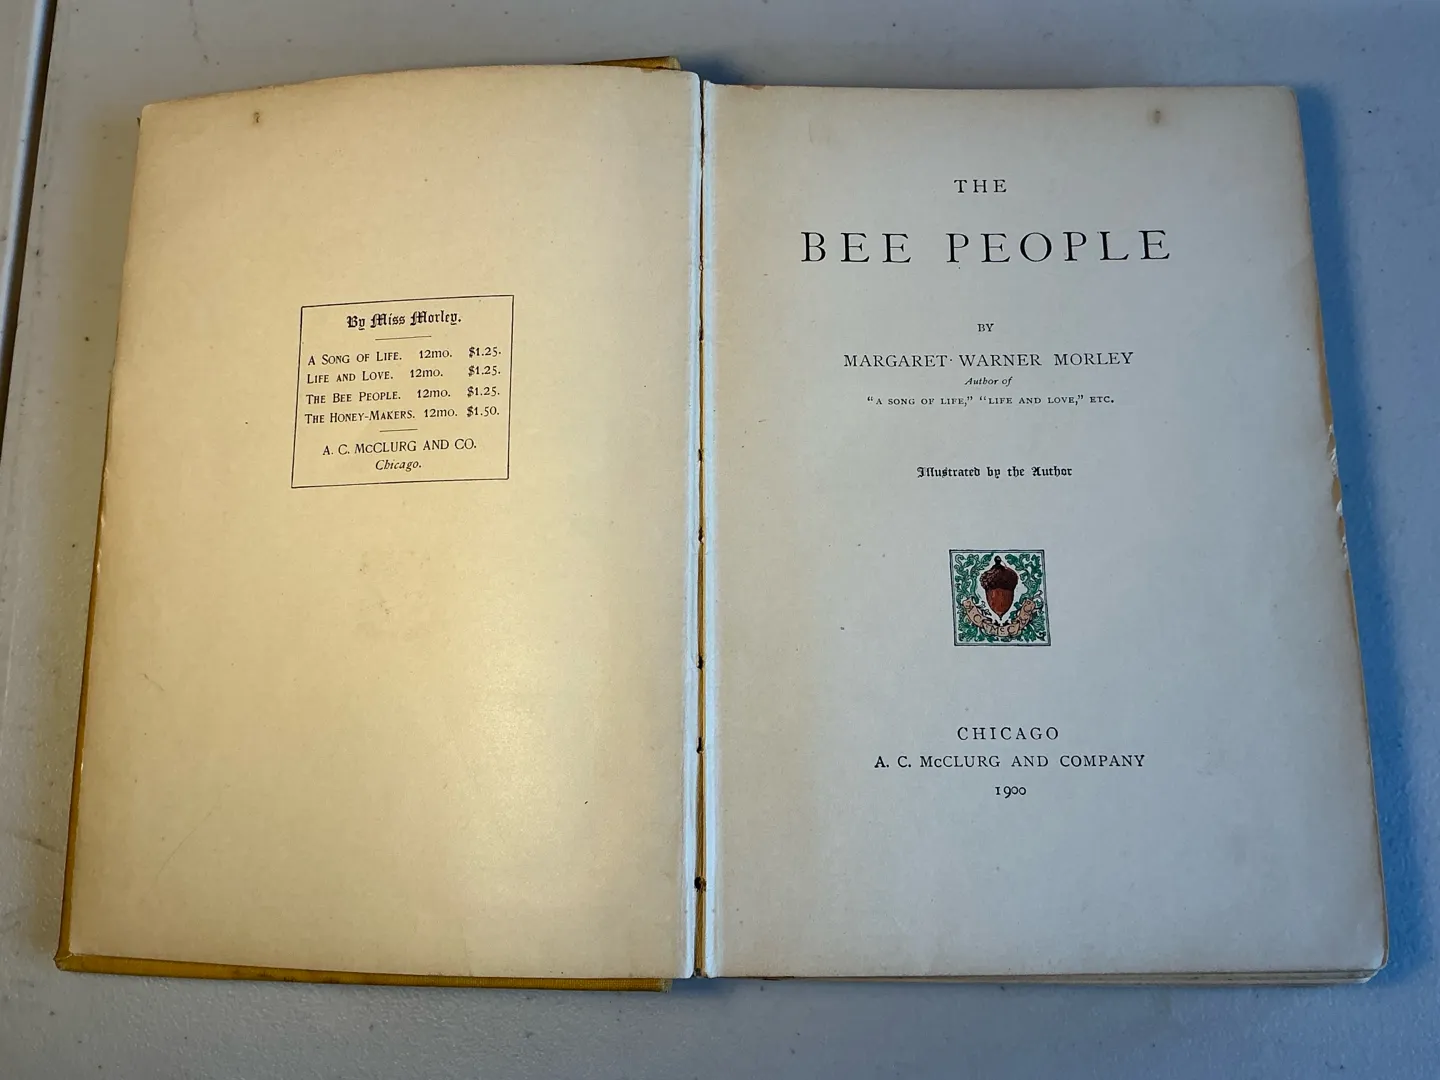 By Miss Morley.
A SONG OF LIFE. 12mo. $1.25.
LIFE AND LOVE. 12mo. $1.25.
THE BEE PEOPLE. 12mo. $1.25.
THE HONEY-MAKERS. 12mo. $1.50.
A. C. McCLURG AND CO.
Chicago.
THE
BEE PEOPLE
BY
MARGARET WARNER MORLEY
Author of
"A SONG OF LIFE," "LIFE AND LOVE," ETC.
Illustrated by the Author
CHICAGO
A. C. McCLURG AND COMPANY
1900